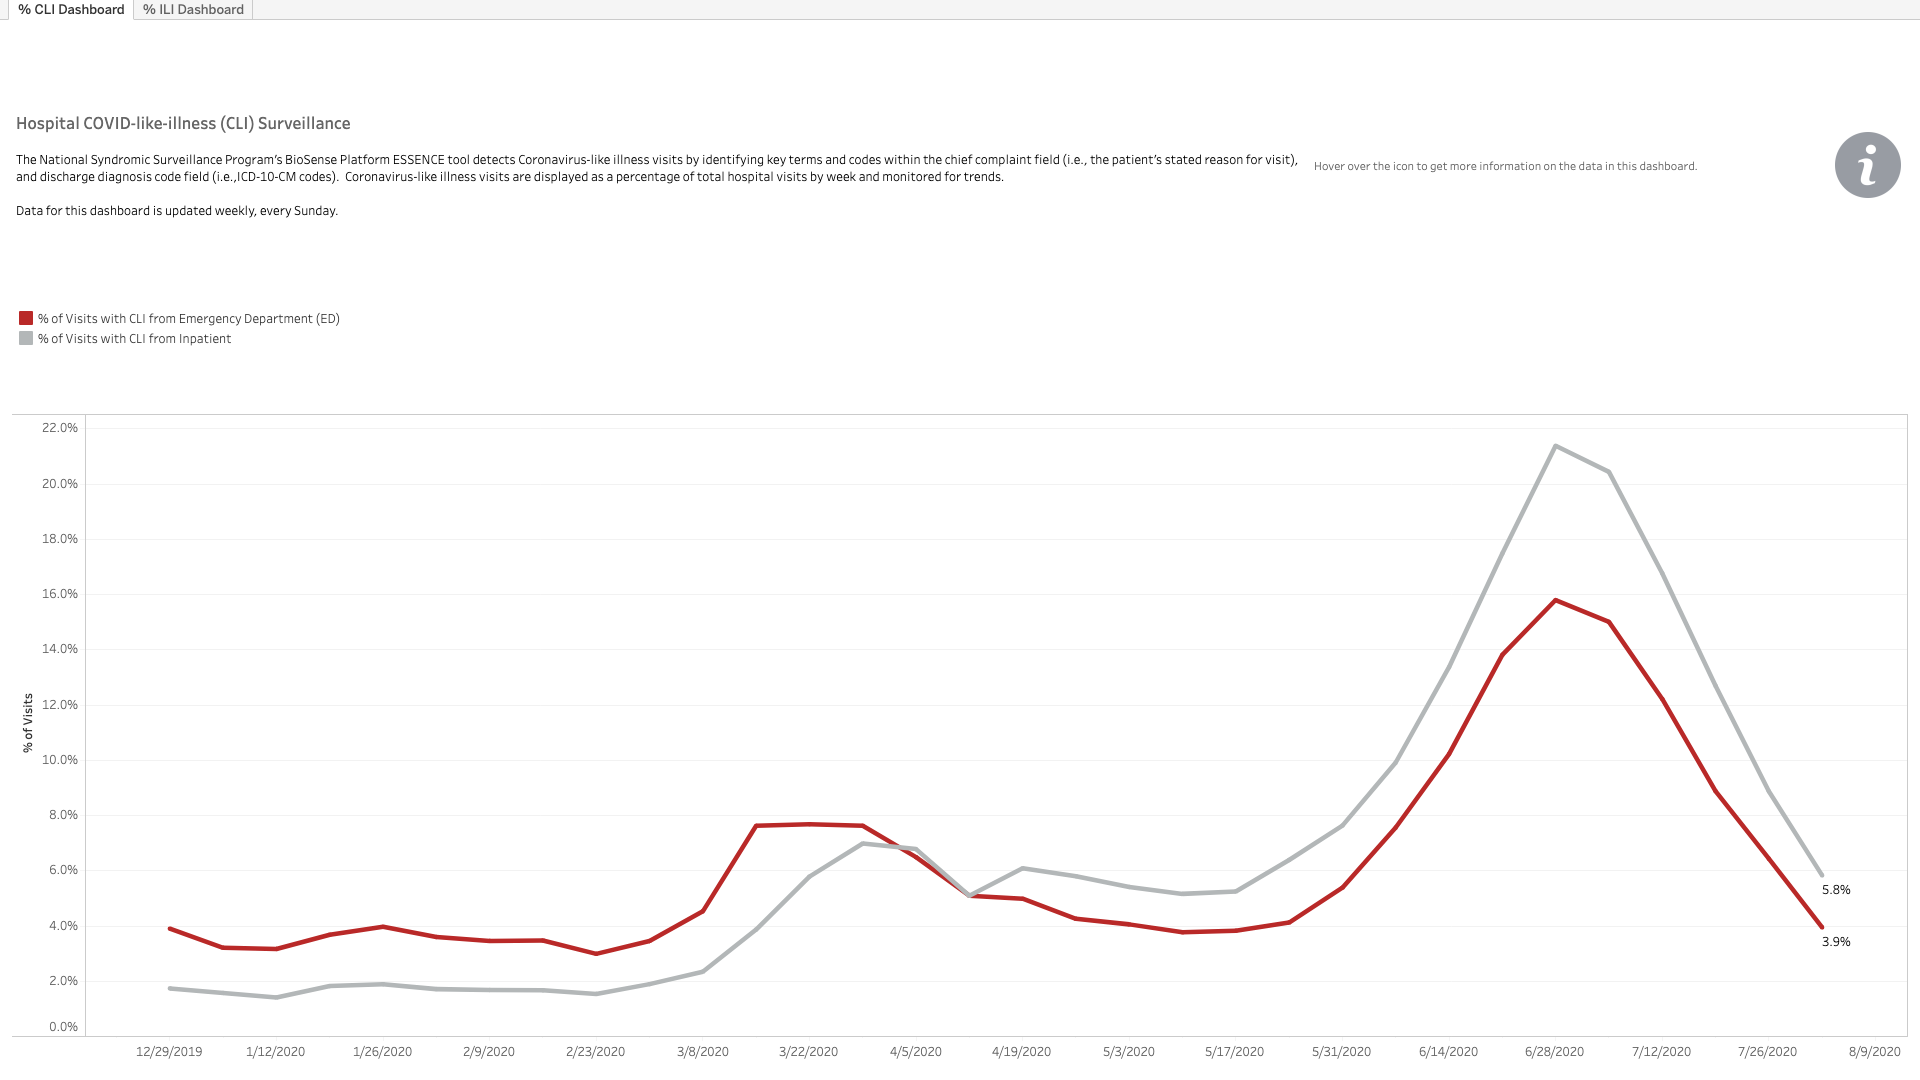 % CLI Dashboard
% ILI Dashboard
Hospital COVID-like-illness (CLI) Surveillance
The National Syndromic Surveillance Program's BioSense Platform ESSENCE tool detects Coronavirus-like illness visits by identifying key terms and codes within the chief complaint field (i.e., the patient's stated reason for visit),
and discharge diagnosis code field (i.e.,ICD-10-CM codes).  Coronavirus-like illness visits are displayed as a percentage of total hospital visits by week and monitored for trends.
Data for this dashboard is updated weekly, every Sunday.
Hover over the icon to get more information on the data in this dashboard.
i
% of Visits with CLI from Emergency Department (ED)
% of Visits with CLI from Inpatient
% of Visits
22.0%
20.0%
18.0%
16.0%
14.0%
12.0%
10.0%
8.0%
6.0%
4.0%
2.0%
0.0%
5.8%
3.9%
12/29/2019
1/12/2020
1/26/2020
2/9/2020
2/23/2020
3/8/2020
3/22/2020
4/5/2020
4/19/2020
5/3/2020
5/17/2020
5/31/2020
6/14/2020
6/28/2020
7/12/2020
7/26/2020
8/9/2020